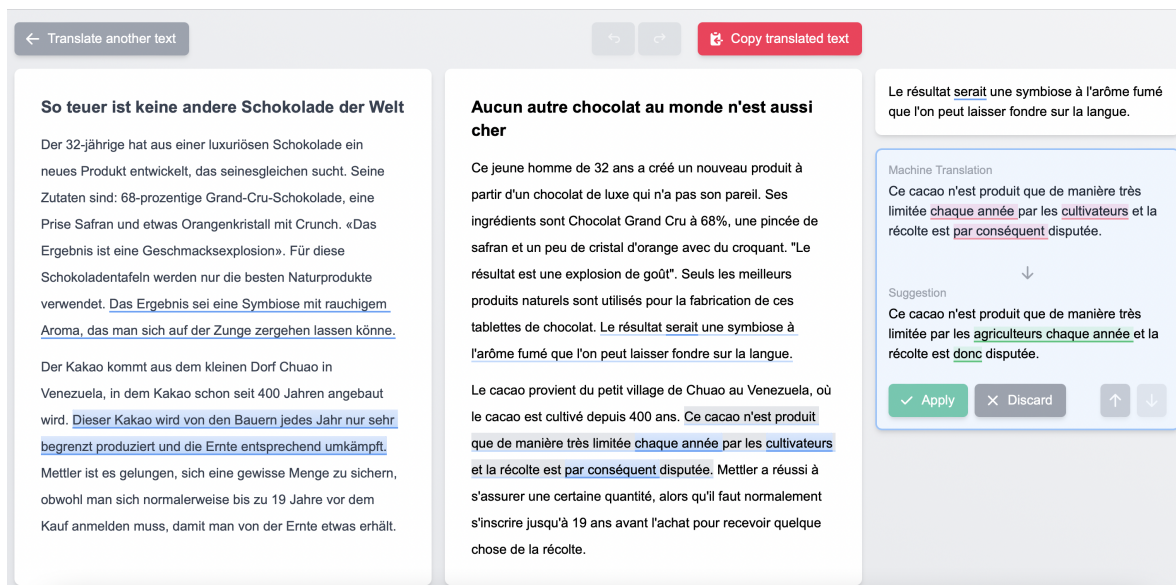 Translate another text
Copy translated text
So teuer ist keine andere Schokolade der Welt
Der 32-jährige hat aus einer luxuriösen Schokolade ein
neues Produkt entwickelt, das seinesgleichen sucht. Seine
Zutaten sind: 68-prozentige Grand-Cru-Schokolade, eine
Prise Safran und etwas Orangenkristall mit Crunch. «Das
Ergebnis ist eine Geschmacksexplosion». Für diese
Schokoladentafeln werden nur die besten Naturprodukte
verwendet. Das Ergebnis sei eine Symbiose mit rauchigem
Aroma, das man sich auf der Zunge zergehen lassen könne.
Der Kakao kommt aus dem kleinen Dorf Chuao in
Venezuela, in dem Kakao schon seit 400 Jahren angebaut
wird. Dieser Kakao wird von den Bauern jedes Jahr nur sehr
begrenzt produziert und die Ernte entsprechend umkämpft.
Mettler ist es gelungen, sich eine gewisse Menge zu sichern,
obwohl man sich normalerweise bis zu 19 Jahre vor dem
Kauf anmelden muss, damit man von der Ernte etwas erhält.
Aucun autre chocolat au monde n'est aussi
cher
Ce jeune homme de 32 ans a créé un nouveau produit à
partir d'un chocolat de luxe qui n'a pas son pareil. Ses
ingrédients sont Chocolat Grand Cru à 68%, une pincée de
safran et un peu de cristal d'orange avec du croquant. "Le
résultat est une explosion de goût". Seuls les meilleurs
produits naturels sont utilisés pour la fabrication de ces
tablettes de chocolat. Le résultat serait une symbiose à
l'arôme fumé que l'on peut laisser fondre sur la langue.
Le cacao provient du petit village de Chuao au Venezuela, où
le cacao est cultivé depuis 400 ans. Ce cacao n'est produit
que de manière très limitée chaque année par les cultivateurs
et la récolte est par conséquent disputée. Mettler a réussi à
s'assurer une certaine quantité, alors qu'il faut normalement
s'inscrire jusqu'à 19 ans avant l'achat pour recevoir quelque
chose de la récolte.
Le résultat serait une symbiose à l'arôme fumé
que l'on peut laisser fondre sur la langue.
Machine Translation
Ce cacao n'est produit que de manière très
limitée chaque année par les cultivateurs et la
récolte est par conséquent disputée.
Suggestion
Ce cacao n'est produit que de manière très
limitée par les agriculteurs chaque année et la
récolte est donc disputée.
Apply
Discard